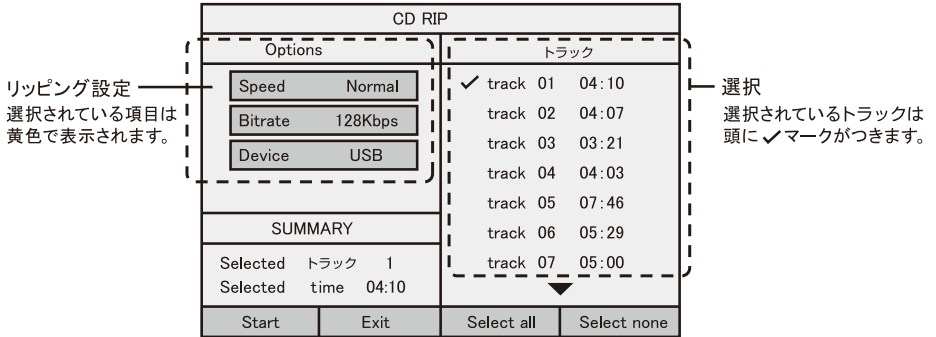 CD RIP
Options
Speed Normal
Bitrate 128Kbps
Device USB
SUMMARY
Selected トラック 1
Selected time 04:10
トラック
✓ track 01 04:10
track 02 04:07
track 03 03:21
track 04 04:03
track 05 07:46
track 06 05:29
track 07 05:00
Start Exit Select all Select none
リッピング設定
選択されている項目は
黄色で表示されます。
選択
選択されているトラックは
頭に✓マークがつきます。